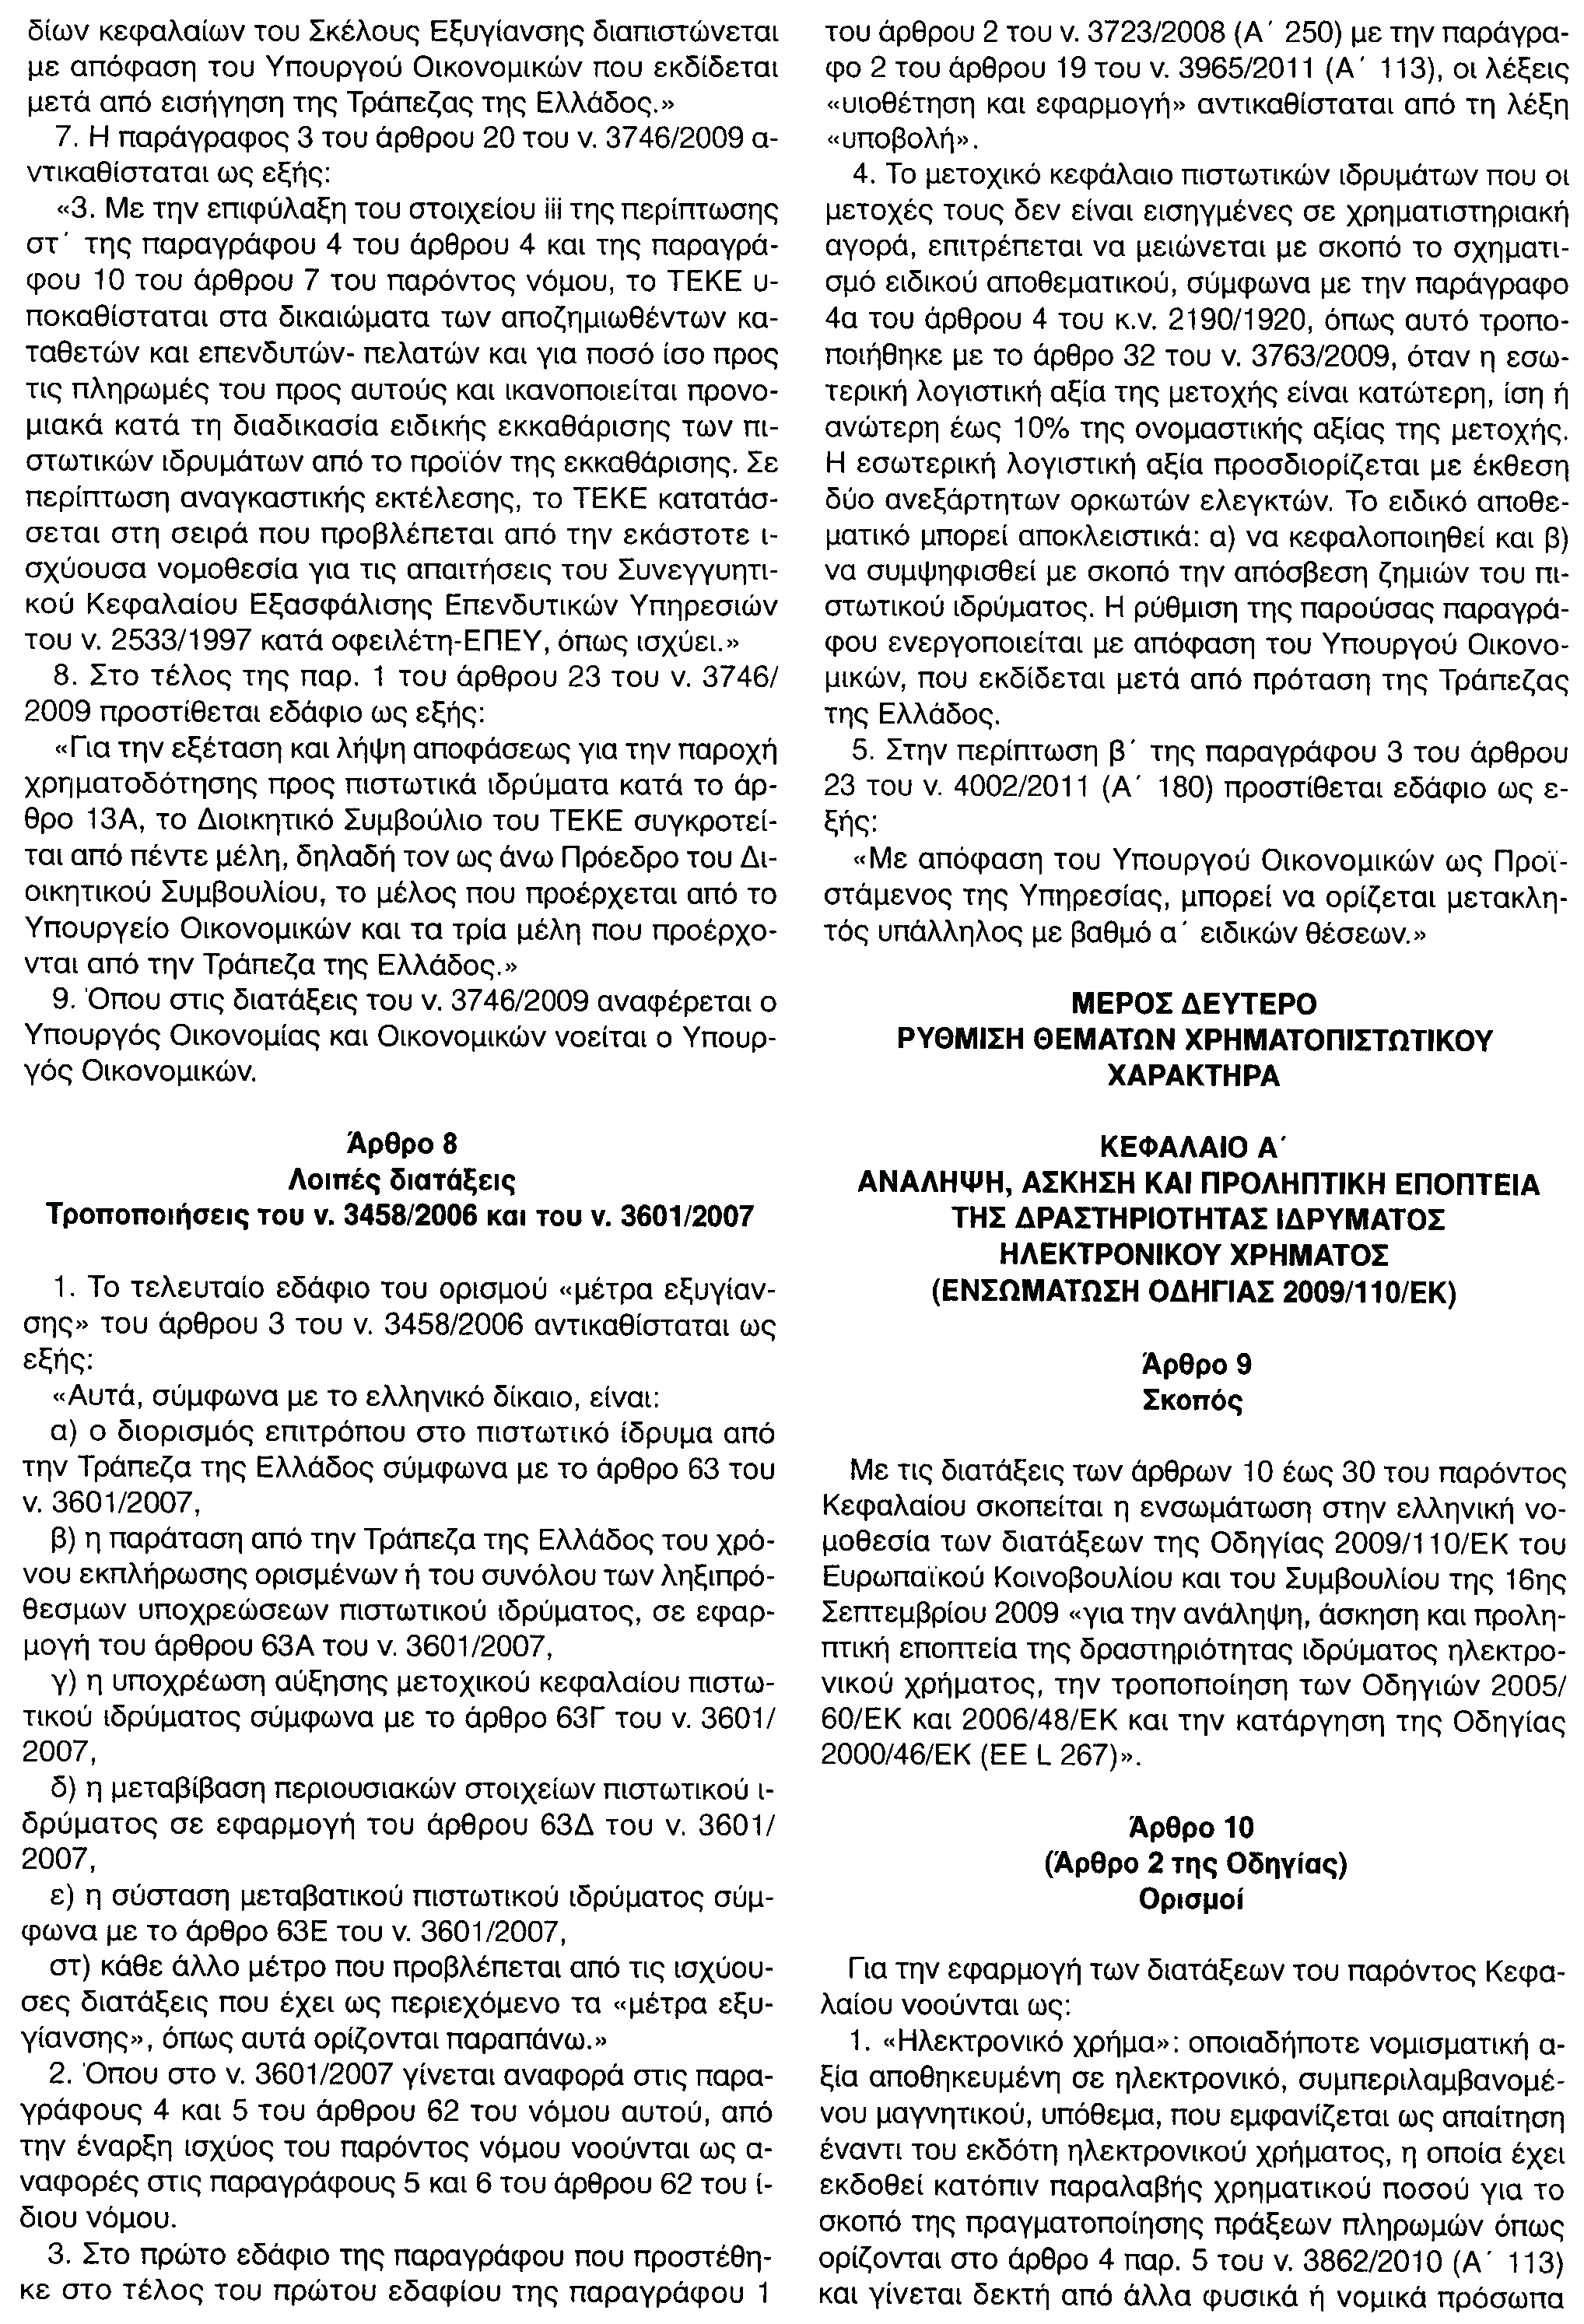 δίων κεφαλαίων του Σκέλους Εξυγίανσης διαπιστώνεται
με απόφαση του Υπουργού Οικονομικών που εκδίδεται
μετά από εισήγηση της Τράπεζας της Ελλάδος.»
7. Η παράγραφος 3 του άρθρου 20 του ν. 3746/2009 α-
ντικαθίσταται ως εξής:
«3. Με την επιφύλαξη του στοιχείου iii της περίπτωσης
στ΄ της παραγράφου 4 του άρθρου 4 και της παραγρά-
φου 10 του άρθρου 7 του παρόντος νόμου, το ΤΕΚΕ υ-
ποκαθίσταται στα δικαιώματα των αποζημιωθέντων κα-
ταθετών και επενδυτών- πελατών και για ποσό ίσο προς
τις πληρωμές του προς αυτούς και ικανοποιείται προνο-
μιακά κατά τη διαδικασία ειδικής εκκαθάρισης των πι-
στωτικών ιδρυμάτων από το προϊόν της εκκαθάρισης. Σε
περίπτωση αναγκαστικής εκτέλεσης, το ΤΕΚΕ κατατάσ-
σεται στη σειρά που προβλέπεται από την εκάστοτε ι-
σχύουσα νομοθεσία για τις απαιτήσεις του Συνεγγυητι-
κού Κεφαλαίου Εξασφάλισης Επενδυτικών Υπηρεσιών
του ν. 2533/1997 κατά οφειλέτη-ΕΠΕΥ, όπως ισχύει.»
8. Στο τέλος της παρ. 1 του άρθρου 23 του ν. 3746/
2009 προστίθεται εδάφιο ως εξής:
«Για την εξέταση και λήψη αποφάσεως για την παροχή
χρηματοδότησης προς πιστωτικά ιδρύματα κατά το άρ-
θρο 13Α, το Διοικητικό Συμβούλιο του ΤΕΚΕ συγκροτεί-
ται από πέντε μέλη, δηλαδή τον ως άνω Πρόεδρο του Δι-
οικητικού Συμβουλίου, το μέλος που προέρχεται από το
Υπουργείο Οικονομικών και τα τρία μέλη που προέρχο-
νται από την Τράπεζα της Ελλάδος.»
9. Όπου στις διατάξεις του ν. 3746/2009 αναφέρεται ο
Υπουργός Οικονομίας και Οικονομικών νοείται ο Υπουρ-
γός Οικονομικών.
Άρθρο 8
Λοιπές διατάξεις
Τροποποιήσεις του ν. 3458/2006 και του ν. 3601/2007
1. Το τελευταίο εδάφιο του ορισμού «μέτρα εξυγίαν-
σης» του άρθρου 3 του ν. 3458/2006 αντικαθίσταται ως
εξής:
«Αυτά, σύμφωνα με το ελληνικό δίκαιο, είναι:
α) ο διορισμός επιτρόπου στο πιστωτικό ίδρυμα από
την Τράπεζα της Ελλάδος σύμφωνα με το άρθρο 63 του
ν. 3601/2007,
β) η παράταση από την Τράπεζα της Ελλάδος του χρό-
νου εκπλήρωσης ορισμένων ή του συνόλου των ληξιπρό-
θεσμων υποχρεώσεων πιστωτικού ιδρύματος, σε εφαρ-
μογή του άρθρου 63Α του ν. 3601/2007,
γ) η υποχρέωση αύξησης μετοχικού κεφαλαίου πιστω-
τικού ιδρύματος σύμφωνα με το άρθρο 63Γ του ν. 3601/
2007,
δ) η μεταβίβαση περιουσιακών στοιχείων πιστωτικού ι-
δρύματος σε εφαρμογή του άρθρου 63Δ του ν. 3601/
2007,
ε) η σύσταση μεταβατικού πιστωτικού ιδρύματος σύμ-
φωνα με το άρθρο 63Ε του ν. 3601/2007,
στ) κάθε άλλο μέτρο που προβλέπεται από τις ισχύου-
σες διατάξεις που έχει ως περιεχόμενο τα «μέτρα εξυ-
γίανσης», όπως αυτά ορίζονται παραπάνω.»
2. Όπου στο ν. 3601/2007 γίνεται αναφορά στις παρα-
γράφους 4 και 5 του άρθρου 62 του νόμου αυτού, από
την έναρξη ισχύος του παρόντος νόμου νοούνται ως α-
ναφορές στις παραγράφους 5 και 6 του άρθρου 62 του ί-
διου νόμου.
3. Στο πρώτο εδάφιο της παραγράφου που προστέθη-
κε στο τέλος του πρώτου εδαφίου της παραγράφου 1
του άρθρου 2 του ν. 3723/2008 (Α΄ 250) με την παράγρα-
φο 2 του άρθρου 19 του ν. 3965/2011 (Α΄ 113), οι λέξεις
«υιοθέτηση και εφαρμογή» αντικαθίσταται από τη λέξη
«υποβολή».
4. Το μετοχικό κεφάλαιο πιστωτικών ιδρυμάτων που οι
μετοχές τους δεν είναι εισηγμένες σε χρηματιστηριακή
αγορά, επιτρέπεται να μειώνεται με σκοπό το σχηματι-
σμό ειδικού αποθεματικού, σύμφωνα με την παράγραφο
4α του άρθρου 4 του κ.ν. 2190/1920, όπως αυτό τροπο-
ποιήθηκε με το άρθρο 32 του ν. 3763/2009, όταν η εσω-
τερική λογιστική αξία της μετοχής είναι κατώτερη, ίση ή
ανώτερη έως 10% της ονομαστικής αξίας της μετοχής.
Η εσωτερική λογιστική αξία προσδιορίζεται με έκθεση
δύο ανεξάρτητων ορκωτών ελεγκτών. Το ειδικό αποθε-
ματικό μπορεί αποκλειστικά: α) να κεφαλοποιηθεί και β)
να συμψηφισθεί με σκοπό την απόσβεση ζημιών του πι-
στωτικού ιδρύματος. Η ρύθμιση της παρούσας παραγρά-
φου ενεργοποιείται με απόφαση του Υπουργού Οικονο-
μικών, που εκδίδεται μετά από πρόταση της Τράπεζας
της Ελλάδος.
5. Στην περίπτωση β΄ της παραγράφου 3 του άρθρου
23 του ν. 4002/2011 (Α΄ 180) προστίθεται εδάφιο ως ε-
ξής:
«Με απόφαση του Υπουργού Οικονομικών ως Προϊ-
στάμενος της Υπηρεσίας, μπορεί να ορίζεται μετακλη-
τός υπάλληλος με βαθμό α΄ ειδικών θέσεων.»
ΜΕΡΟΣ ΔΕΥΤΕΡΟ
ΡΥΘΜΙΣΗ ΘΕΜΑΤΩΝ ΧΡΗΜΑΤΟΠΙΣΤΩΤΙΚΟΥ
ΧΑΡΑΚΤΗΡΑ
ΚΕΦΑΛΑΙΟ Α΄
ΑΝΑΛΗΨΗ, ΑΣΚΗΣΗ ΚΑΙ ΠΡΟΛΗΠΤΙΚΗ ΕΠΟΠΤΕΙΑ
ΤΗΣ ΔΡΑΣΤΗΡΙΟΤΗΤΑΣ ΙΔΡΥΜΑΤΟΣ
ΗΛΕΚΤΡΟΝΙΚΟΥ ΧΡΗΜΑΤΟΣ
(ΕΝΣΩΜΑΤΩΣΗ ΟΔΗΓΙΑΣ 2009/110/ΕΚ)
Άρθρο 9
Σκοπός
Με τις διατάξεις των άρθρων 10 έως 30 του παρόντος
Κεφαλαίου σκοπείται η ενσωμάτωση στην ελληνική νο-
μοθεσία των διατάξεων της Οδηγίας 2009/110/ΕΚ του
Ευρωπαϊκού Κοινοβουλίου και του Συμβουλίου της 16ης
Σεπτεμβρίου 2009 «για την ανάληψη, άσκηση και προλη-
πτική εποπτεία της δραστηριότητας ιδρύματος ηλεκτρο-
νικού χρήματος, την τροποποίηση των Οδηγιών 2005/
60/ΕΚ και 2006/48/ΕΚ και την κατάργηση της Οδηγίας
2000/46/ΕΚ (EE L 267)».
Άρθρο 10
(Άρθρο 2 της Οδηγίας)
Ορισμοί
Για την εφαρμογή των διατάξεων του παρόντος Κεφα-
λαίου νοούνται ως:
1. «Ηλεκτρονικό χρήμα»: οποιαδήποτε νομισματική α-
ξία αποθηκευμένη σε ηλεκτρονικό, συμπεριλαμβανομέ-
νου μαγνητικού, υπόθεμα, που εμφανίζεται ως απαίτηση
έναντι του εκδότη ηλεκτρονικού χρήματος, η οποία έχει
εκδοθεί κατόπιν παραλαβής χρηματικού ποσού για το
σκοπό της πραγματοποίησης πράξεων πληρωμών όπως
ορίζονται στο άρθρο 4 παρ. 5 του ν. 3862/2010 (Α΄ 113)
και γίνεται δεκτή από άλλα φυσικά ή νομικά πρόσωπα